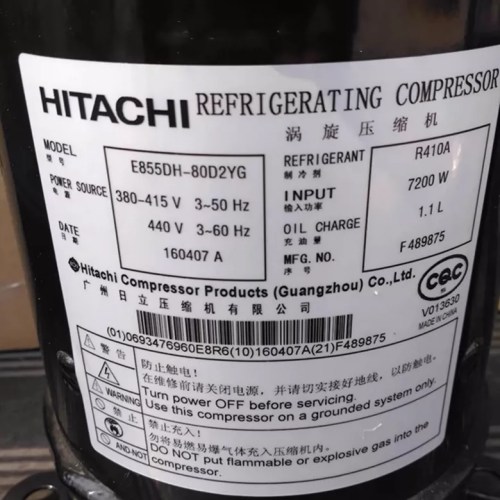 HITACHI REFRIGERATING COMPRESSOR
涡旋压缩机
MODEL 型号 E855DH-80D2YG
REFRIGERANT 制冷剂 R410A
POWER SOURCE 电源 380-415 V 3~50 Hz
440 V 3~60 Hz
INPUT 输入功率 7200 W
OIL CHARGE 充油量 1.1 L
DATE 日期 160407 A
MFG. NO. 序号 F489875
Hitachi Compressor Products (Guangzhou) Co.,Ltd.
广州日立压缩机有限公司
CQC
V013630
MADE IN CHINA
(01)0693476960E8R6(10)160407A(21)F489875
警告
WARNING
防止触电!
在维修前请关闭电源，并请切实接好地线，以防触电。
Turn power OFF before servicing.
Use this compressor on a grounded system only.
禁止
禁止充入!
勿将易燃易爆气体充入压缩机内。
DO NOT put flammable or explosive gas into the
compressor.